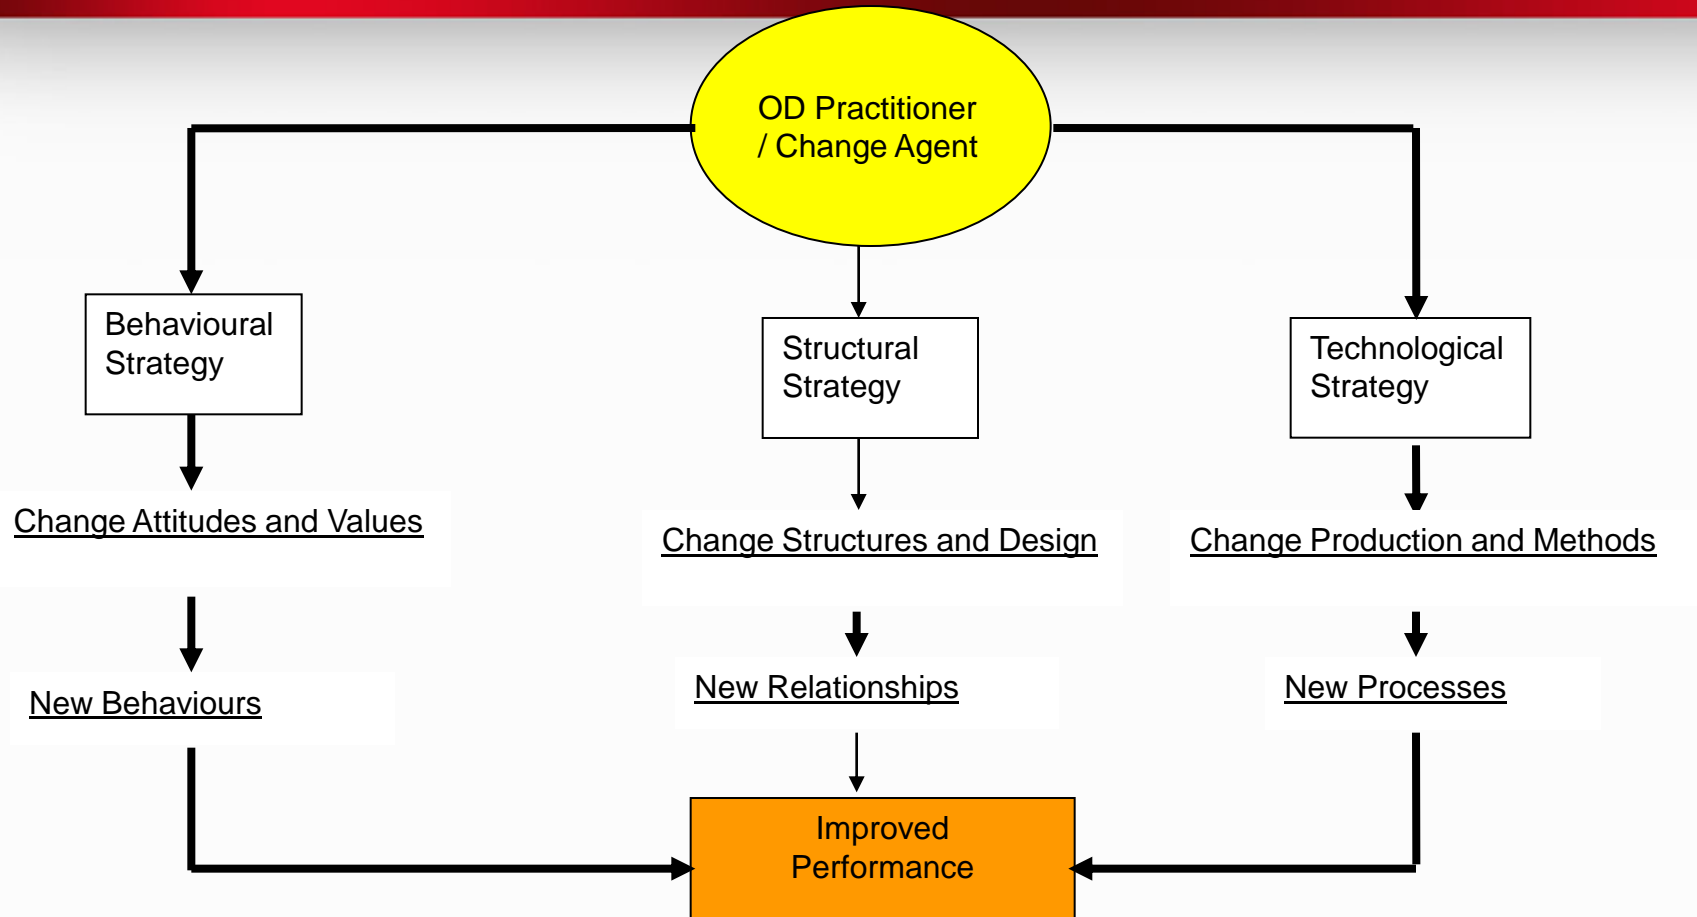 OD Practitioner
/ Change Agent
Behavioural
Strategy
Structural
Strategy
Technological
Strategy
Change Attitudes and Values
Change Structures and Design
Change Production and Methods
New Behaviours
New Relationships
New Processes
Improved
Performance